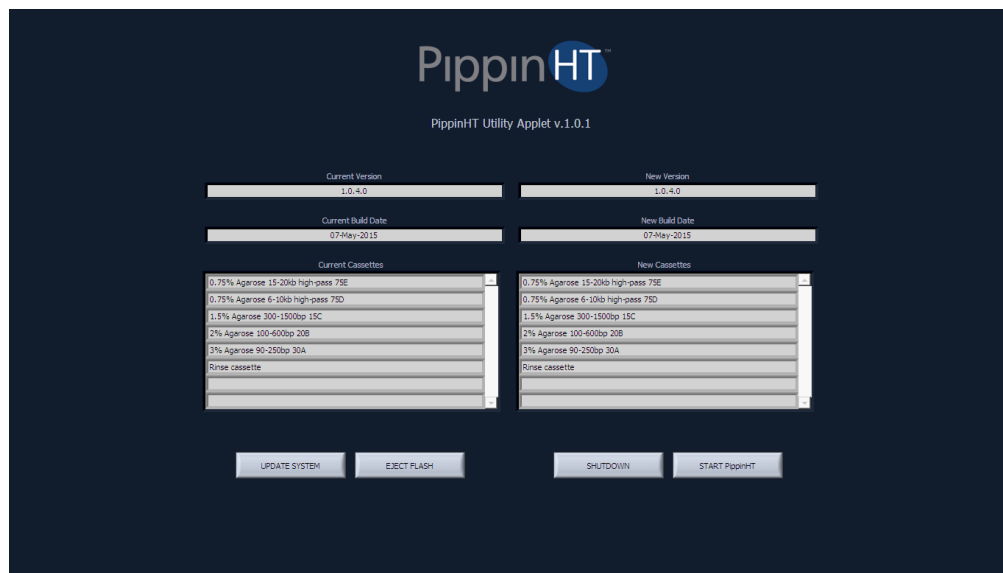 PippinHT™
PippinHT Utility Applet v.1.0.1
Current Version
1.0.4.0
New Version
1.0.4.0
Current Build Date
07-May-2015
New Build Date
07-May-2015
Current Cassettes
0.75% Agarose 15-20kb high-pass 75E
0.75% Agarose 6-10kb high-pass 75D
1.5% Agarose 300-1500bp 15C
2% Agarose 100-600bp 20B
3% Agarose 90-250bp 30A
Rinse cassette
New Cassettes
0.75% Agarose 15-20kb high-pass 75E
0.75% Agarose 6-10kb high-pass 75D
1.5% Agarose 300-1500bp 15C
2% Agarose 100-600bp 20B
3% Agarose 90-250bp 30A
Rinse cassette
UPDATE SYSTEM
EJECT FLASH
SHUTDOWN
START PippinHT